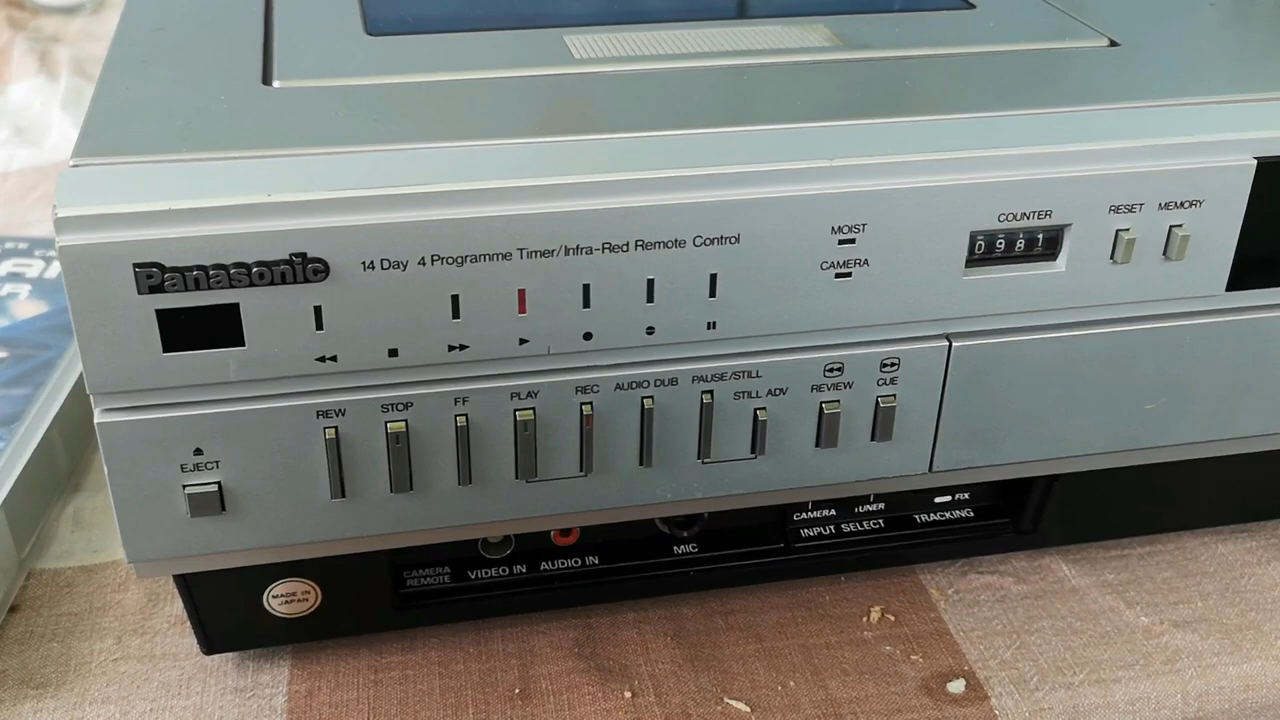 Panasonic
14 Day 4 Programme Timer/Infra-Red Remote Control
MOIST
CAMERA
COUNTER
0981
RESET
MEMORY
REW
STOP
FF
PLAY
REC
AUDIO DUB
PAUSE/STILL
STILL ADV
REVIEW
CUE
EJECT
CAMERA
REMOTE
VIDEO IN
AUDIO IN
MIC
CAMERA
TUNER
INPUT SELECT
FIX
TRACKING
MADE IN
JAPAN